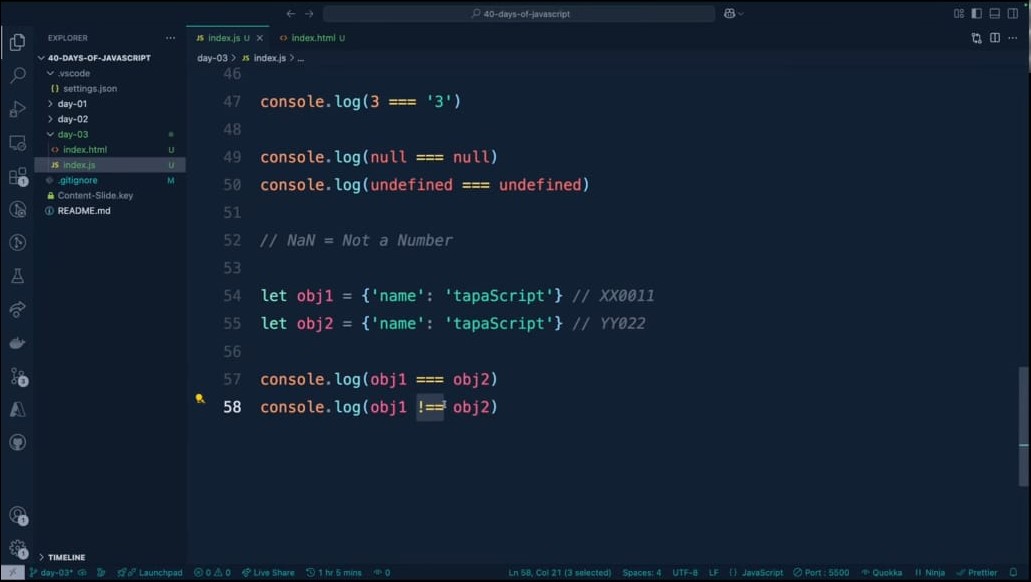 40-days-of-javascript
EXPLORER
40-DAYS-OF-JAVASCRIPT
.vscode
{} settings.json
day-01
day-02
day-03
<> index.html U
JS index.js U
.gitignore M
Content-Slide.key
README.md
TIMELINE
JS index.js U
<> index.html U
day-03 > JS index.js > ...
46
47 console.log(3 === '3')
48
49 console.log(null === null)
50 console.log(undefined === undefined)
51
52 // NaN = Not a Number
53
54 let obj1 = {'name': 'tapaScript'} // XX0011
55 let obj2 = {'name': 'tapaScript'} // YY022
56
57 console.log(obj1 === obj2)
58 console.log(obj1 !== obj2)
1
3
1
1
day-03* Launchpad 0 0 Live Share 1 hr 5 mins 0 Ln 58, Col 21 (3 selected) Spaces: 4 UTF-8 LF {} JavaScript Port : 5500 Quokka Ninja Prettier